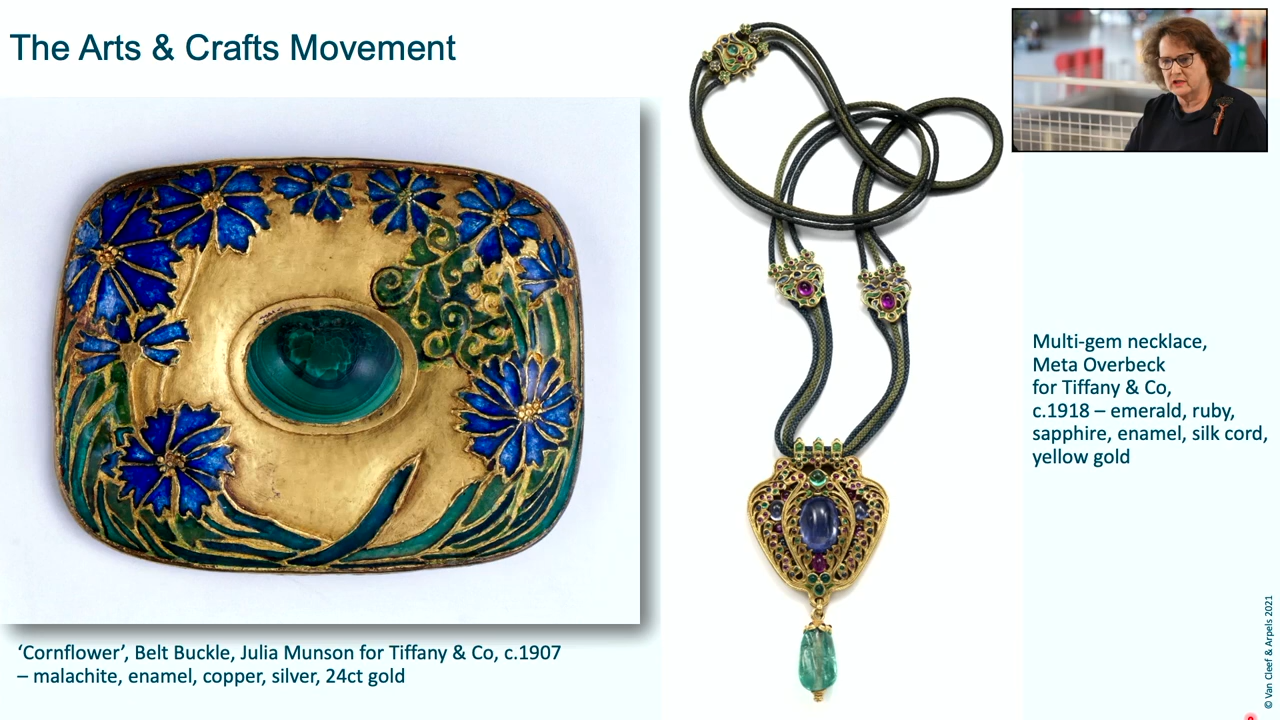 The Arts & Crafts Movement
‘Cornflower’, Belt Buckle, Julia Munson for Tiffany & Co, c.1907
– malachite, enamel, copper, silver, 24ct gold
Multi-gem necklace,
Meta Overbeck
for Tiffany & Co,
c.1918 – emerald, ruby,
sapphire, enamel, silk cord,
yellow gold
© Van Cleef & Arpels 2021